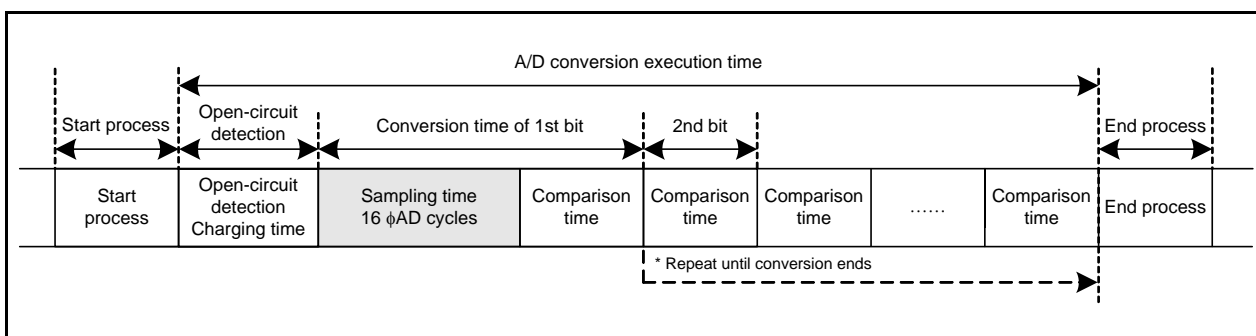 A/D conversion execution time
Start process
Open-circuit
detection
Conversion time of 1st bit
2nd bit
End process
Start
process
Open-circuit
detection
Charging time
Sampling time
16 ϕAD cycles
Comparison
time
Comparison
time
Comparison
time
……
Comparison
time
End process
* Repeat until conversion ends